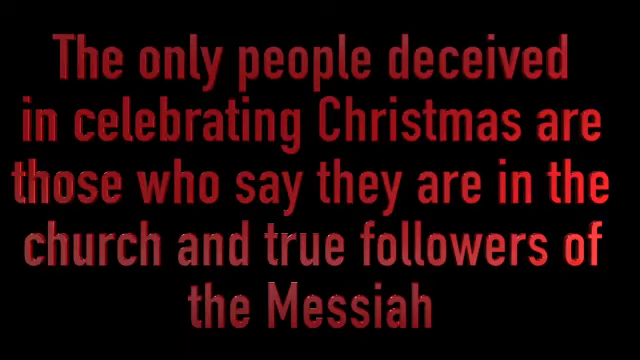 The only people deceived
in celebrating Christmas are
those who say they are in the
church and true followers of
the Messiah